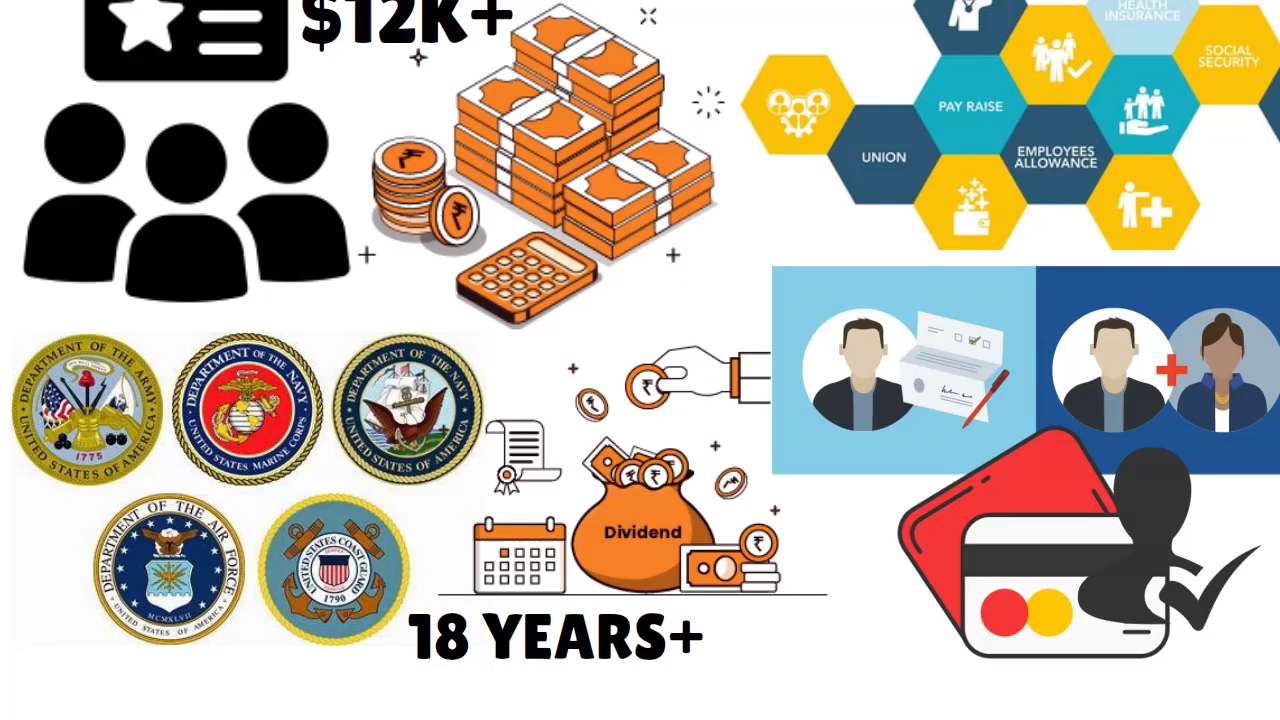 $12K+
HEALTH
INSURANCE
SOCIAL
SECURITY
PAY RAISE
UNION
EMPLOYEES
ALLOWANCE
DEPARTMENT OF THE ARMY
UNITED STATES OF AMERICA
1775
DEPARTMENT OF THE NAVY
UNITED STATES MARINE CORPS
DEPARTMENT OF THE NAVY
UNITED STATES OF AMERICA
DEPARTMENT OF THE AIR FORCE
UNITED STATES OF AMERICA
MCMXLVII
UNITED STATES COAST GUARD
1790
Dividend
18 YEARS+